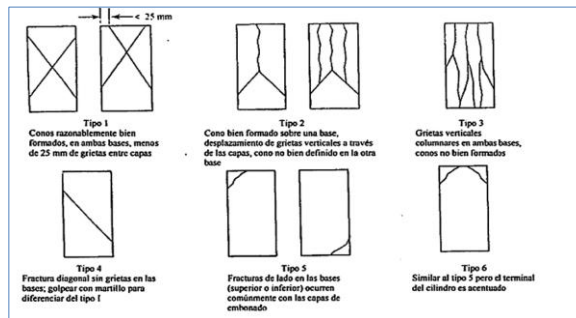 < 25 mm
Tipo 1
Conos razonablemente bien
formados, en ambas bases, menos
de 25 mm de grietas entre capas
Tipo 2
Cono bien formado sobre una base,
desplazamiento de grietas verticales a través
de las capas, cono no bien definido en la otra
base
Tipo 3
Grietas verticales
columnares en ambas bases,
conos no bien formados
Tipo 4
Fractura diagonal sin grietas en las
bases; golpear con martillo para
diferenciar del tipo I
Tipo 5
Fracturas de lado en las bases
(superior o inferior) ocurren
comúnmente con las capas de
embonado
Tipo 6
Similar al tipo 5 pero el terminal
del cilindro es acentuado